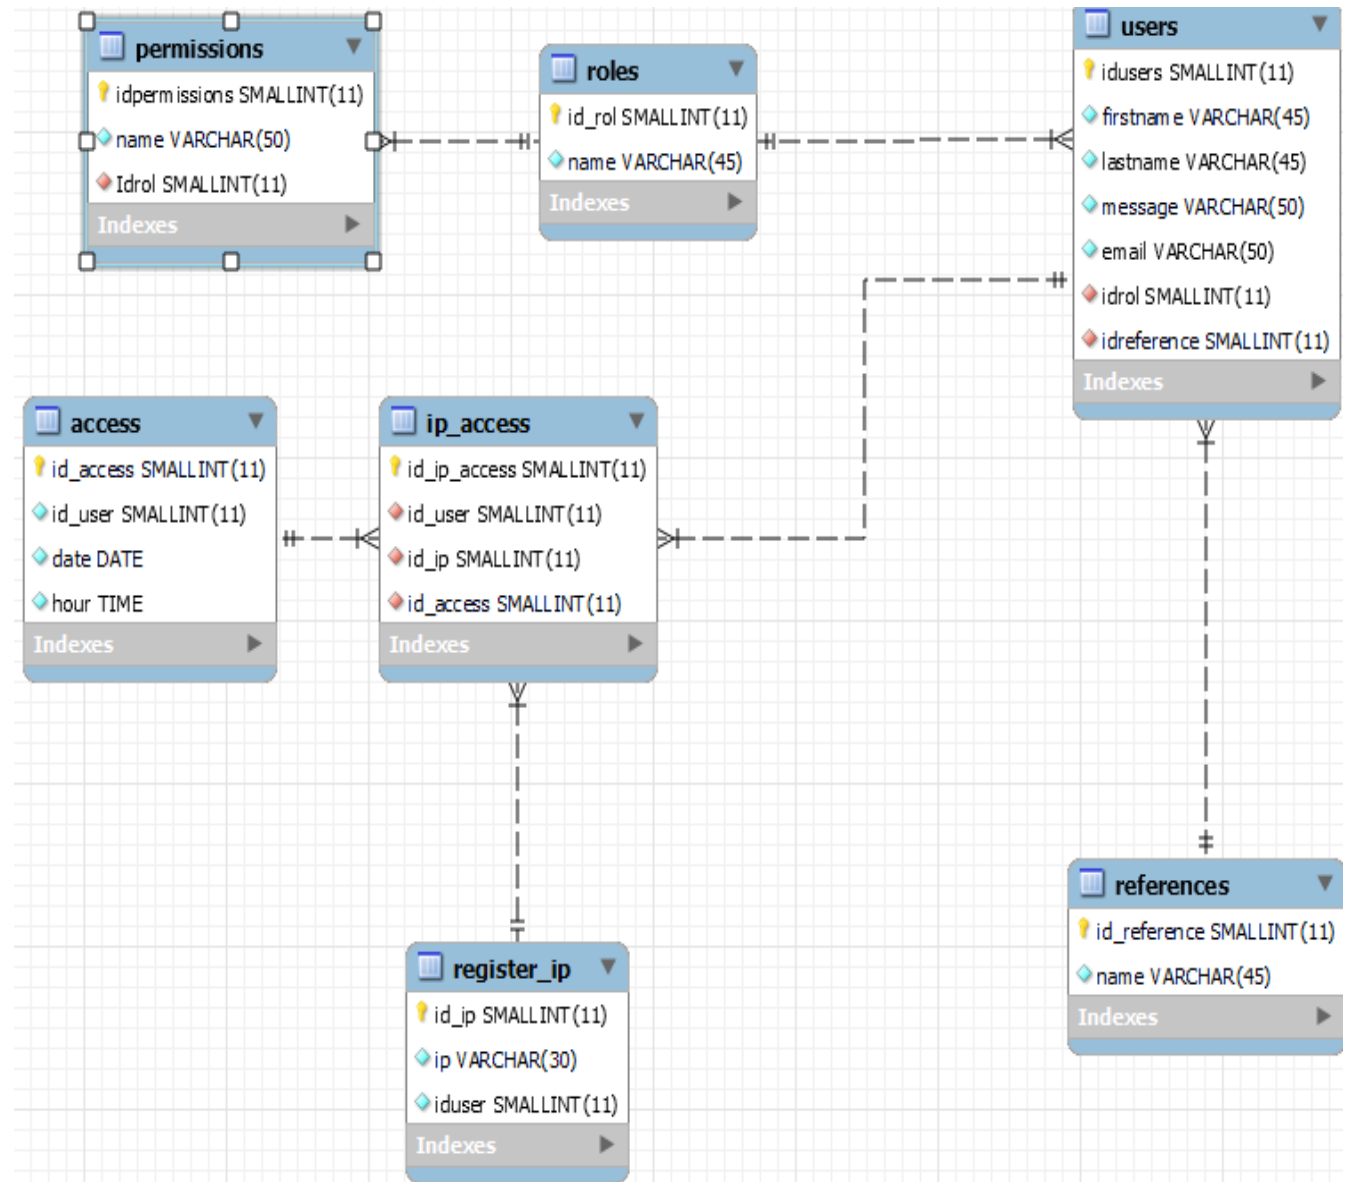 permissions
idpermissions SMALLINT(11)
name VARCHAR(50)
Idrol SMALLINT(11)
Indexes
roles
id_rol SMALLINT(11)
name VARCHAR(45)
Indexes
users
idusers SMALLINT(11)
firstname VARCHAR(45)
lastname VARCHAR(45)
message VARCHAR(50)
email VARCHAR(50)
idrol SMALLINT(11)
idreference SMALLINT(11)
Indexes
access
id_access SMALLINT(11)
id_user SMALLINT(11)
date DATE
hour TIME
Indexes
ip_access
id_ip_access SMALLINT(11)
id_user SMALLINT(11)
id_ip SMALLINT(11)
id_access SMALLINT(11)
Indexes
references
id_reference SMALLINT(11)
name VARCHAR(45)
Indexes
register_ip
id_ip SMALLINT(11)
ip VARCHAR(30)
iduser SMALLINT(11)
Indexes